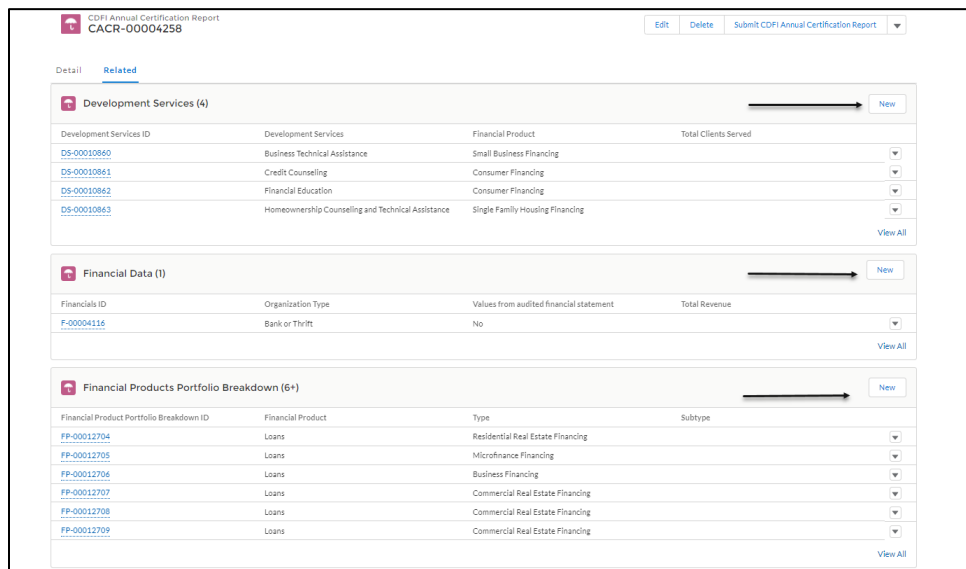 CDFI Annual Certification Report
CACR-00004258
Edit Delete Submit CDFI Annual Certification Report
Detail Related
Development Services (4) New
Development Services ID Development Services Financial Product Total Clients Served
DS-00010860 Business Technical Assistance Small Business Financing
DS-00010861 Credit Counseling Consumer Financing
DS-00010862 Financial Education Consumer Financing
DS-00010863 Homeownership Counseling and Technical Assistance Single Family Housing Financing
View All
Financial Data (1) New
Financials ID Organization Type Values from audited financial statement Total Revenue
F-00004116 Bank or Thrift No
View All
Financial Products Portfolio Breakdown (6+) New
Financial Product Portfolio Breakdown ID Financial Product Type Subtype
FP-00012704 Loans Residential Real Estate Financing
FP-00012705 Loans Microfinance Financing
FP-00012706 Loans Business Financing
FP-00012707 Loans Commercial Real Estate Financing
FP-00012708 Loans Commercial Real Estate Financing
FP-00012709 Loans Commercial Real Estate Financing
View All